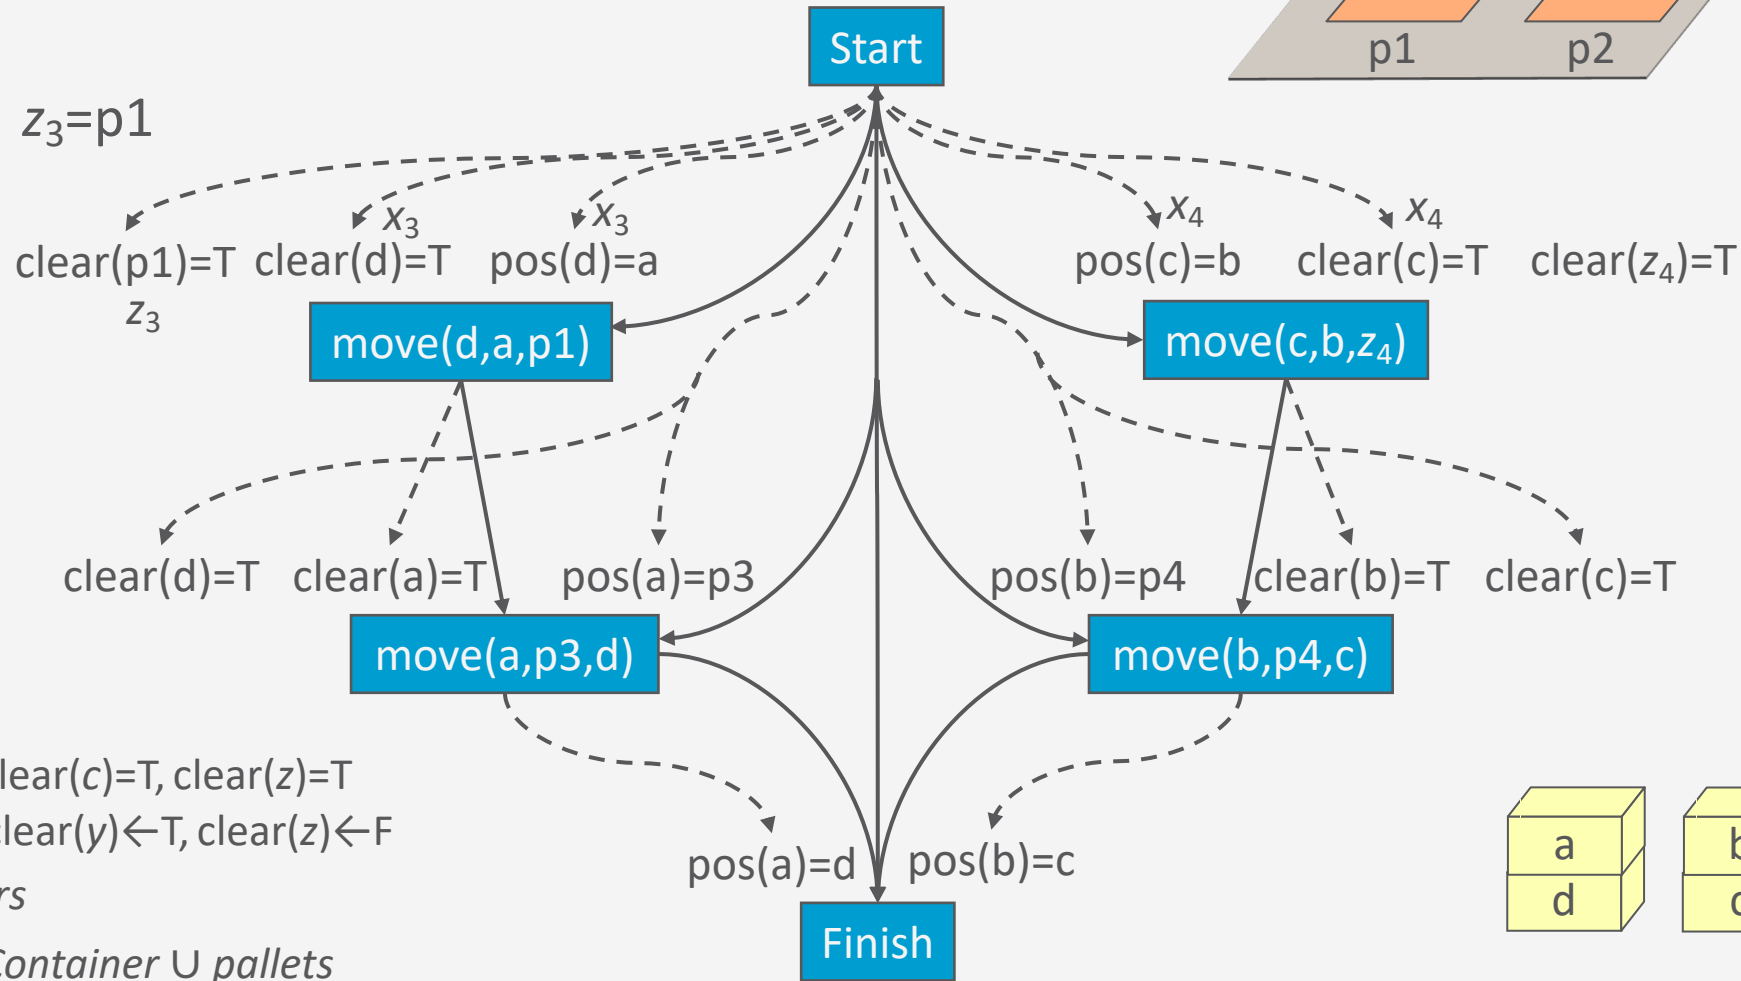 Start
p1 p2
z₃=p1
x₃ x₃ x₄ x₄
clear(p1)=T clear(d)=T pos(d)=a pos(c)=b clear(c)=T clear(z₄)=T
z₃
move(d,a,p1) move(c,b,z₄)
clear(d)=T clear(a)=T pos(a)=p3 pos(b)=p4 clear(b)=T clear(c)=T
move(a,p3,d) move(b,p4,c)
lear(c)=T, clear(z)=T
clear(y)←T, clear(z)←F
pos(a)=d pos(b)=c
a
d
rs
Finish
Container ∪ pallets